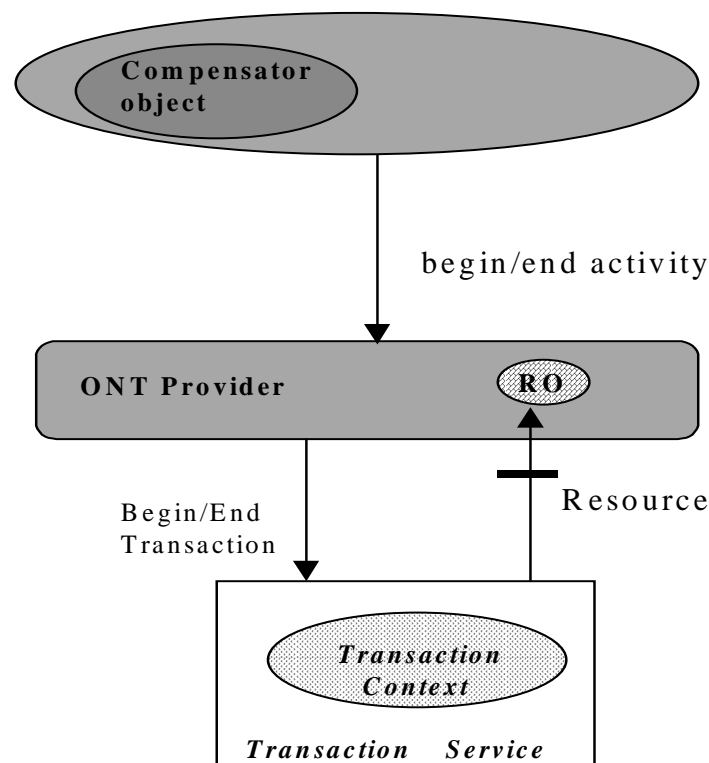 Compensator
object
begin/end activity
ONT Provider
RO
Begin/End
Transaction
Resource
Transaction
Context
Transaction Service